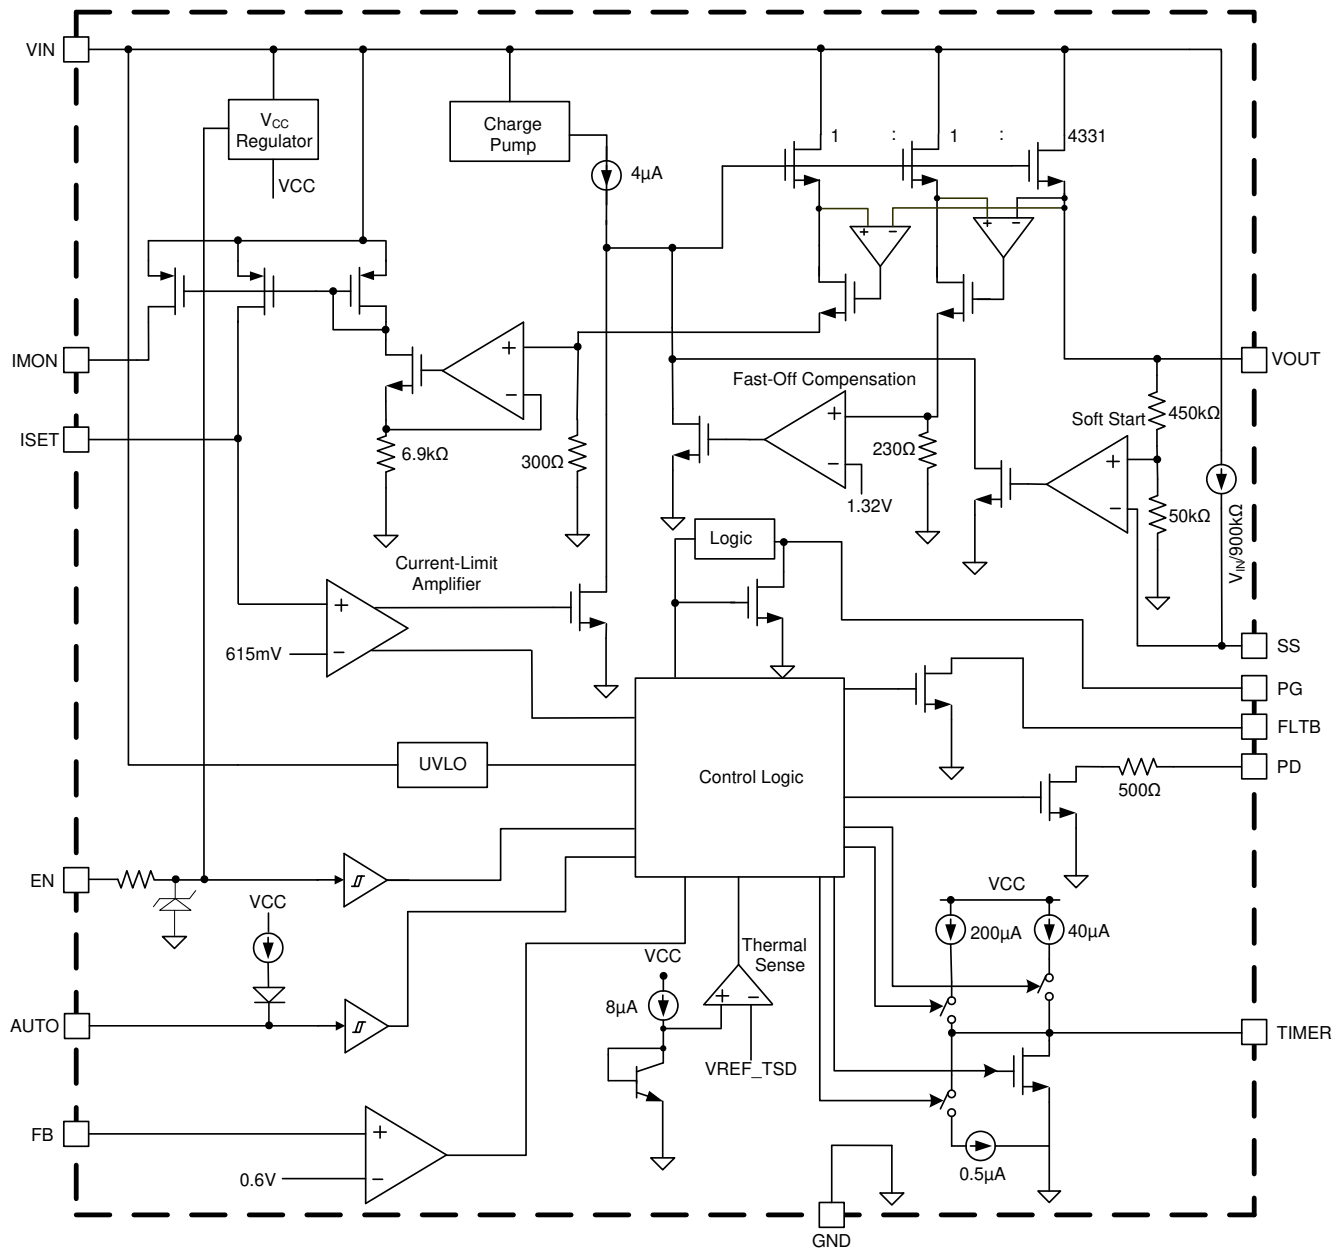 VIN
V_CC
Regulator
VCC
Charge
Pump
4µA
1 : 1 : 4331
+ −
+ −
IMON
VOUT
+
−
Fast-Off Compensation
ISET
6.9kΩ
300Ω
+
−
230Ω
1.32V
Soft Start
450kΩ
+
−
50kΩ
V_IN/900kΩ
Logic
Current-Limit
Amplifier
+
−
615mV
SS
PG
FLTB
PD
500Ω
UVLO
Control Logic
EN
VCC
AUTO
VCC
200µA
40µA
Thermal
Sense
VCC
8µA
+ −
VREF_TSD
TIMER
FB
+
−
0.6V
0.5µA
GND